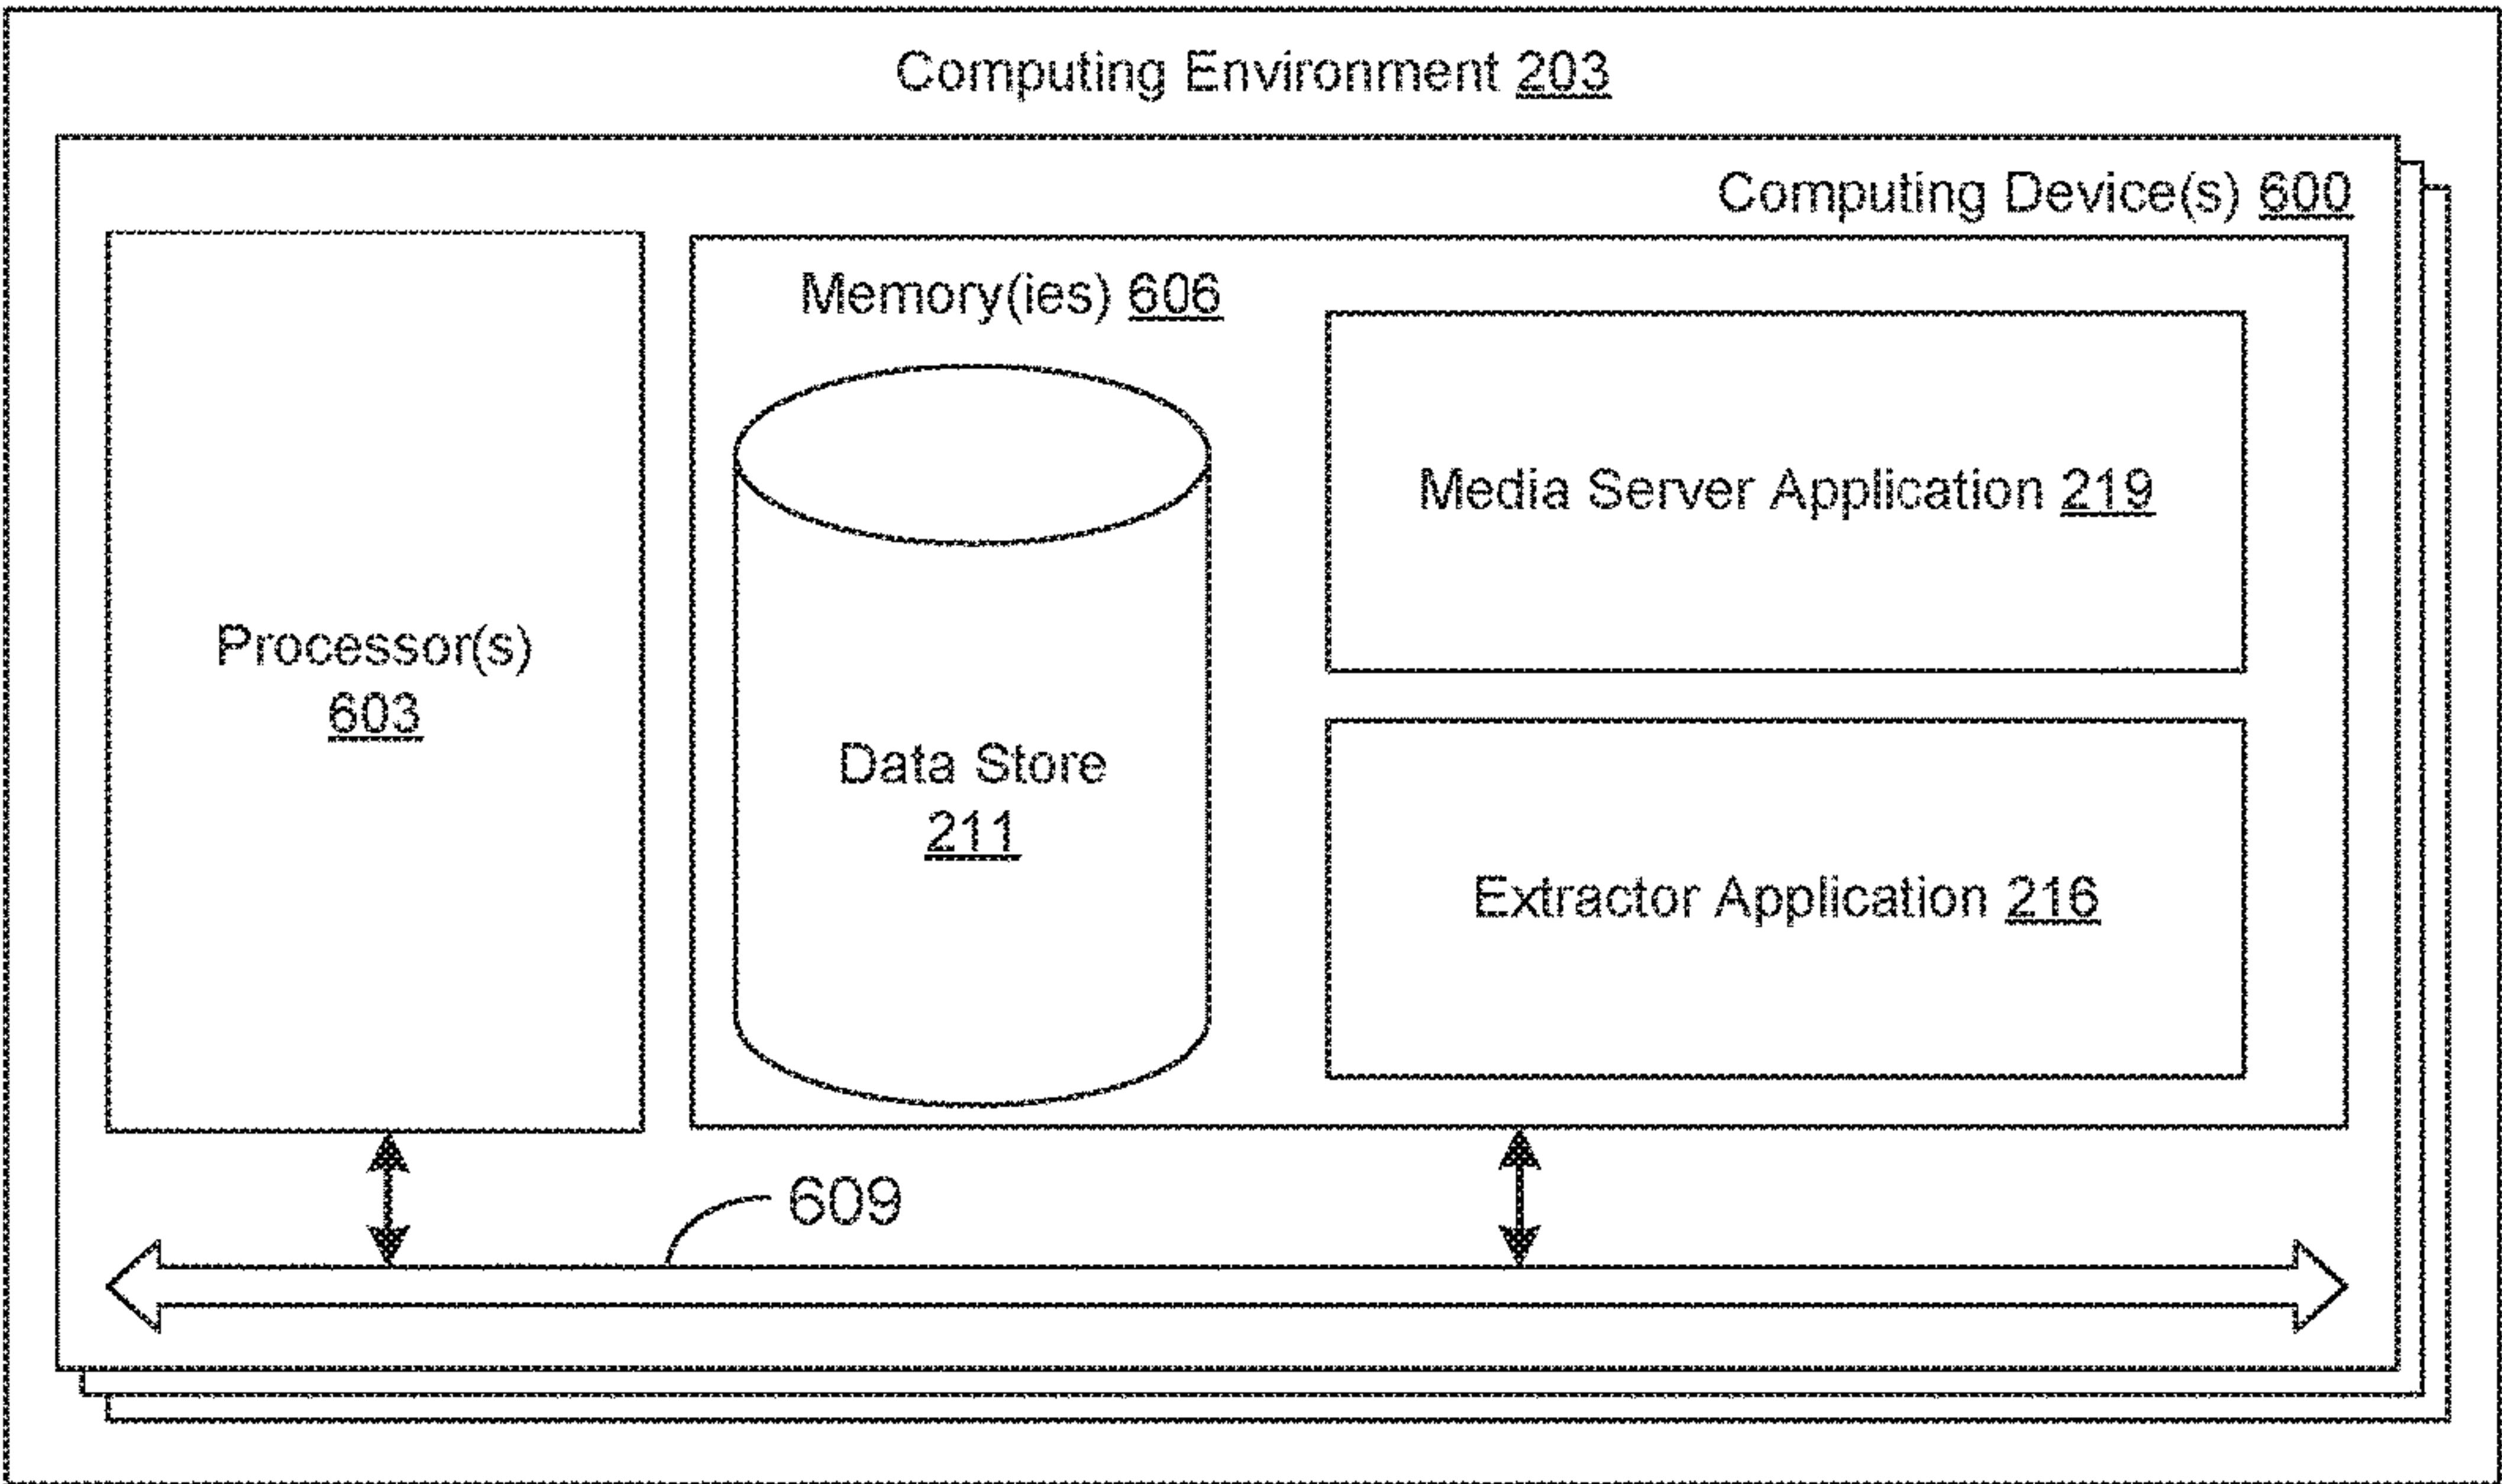 Computing Environment 203
Computing Device(s) 600
Memory(ies) 606
Media Server Application 219
Processor(s)
603
Data Store
211
Extractor Application 216
609